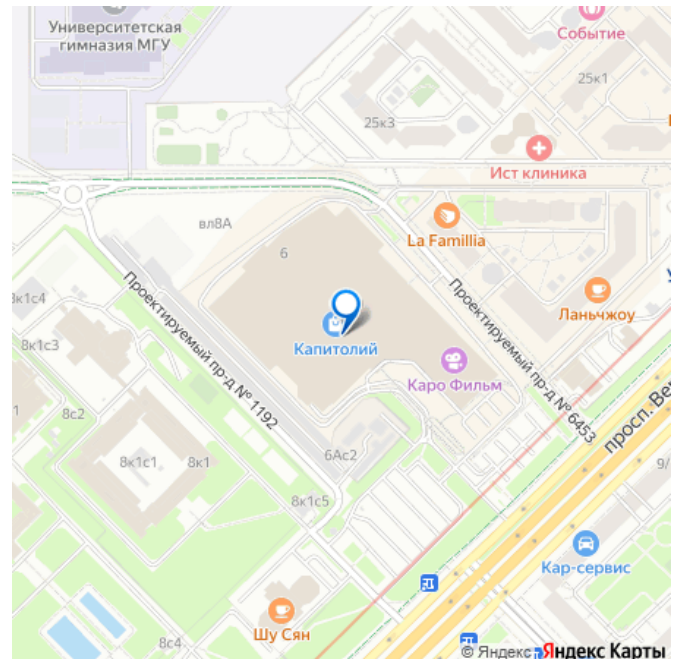 Университетская
гимназия МГУ
Событие
25к1
25к3
Ист клиника
вл8А
La Famillia
6
Проектируемый пр-д № 1192
Проектируемый пр-д № 6453
Ланьчжоу
8к1с3
Капитолий
Каро Фильм
просп. Вер
8с2
8к1с1
8к1
6Ас2
9/
8к1с5
Кар-сервис
Шу Сян
8с4
© Яндекс
Яндекс Карты